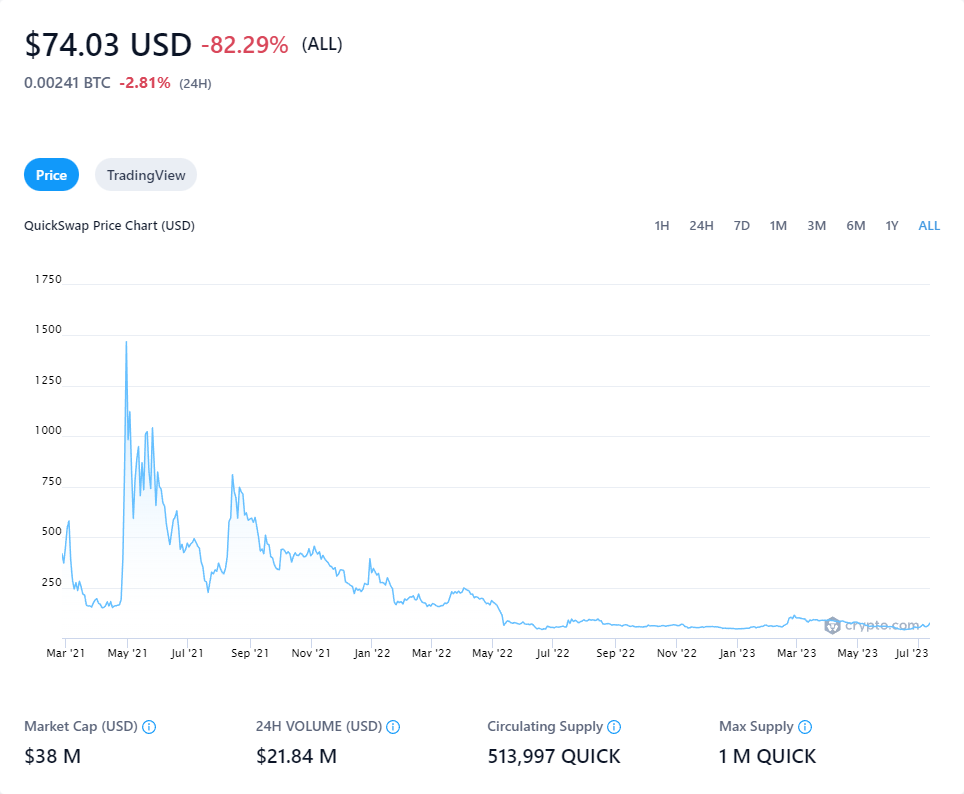 $74.03 USD -82.29% (ALL)
0.00241 BTC -2.81% (24H)
Price TradingView
QuickSwap Price Chart (USD) 1H 24H 7D 1M 3M 6M 1Y ALL
1750
1500
1250
1000
750
500
250
crypto.com
Mar '21 May '21 Jul '21 Sep '21 Nov '21 Jan '22 Mar '22 May '22 Jul '22 Sep '22 Nov '22 Jan '23 Mar '23 May '23 Jul '23
Market Cap (USD) 24H VOLUME (USD) Circulating Supply Max Supply
$38 M $21.84 M 513,997 QUICK 1 M QUICK